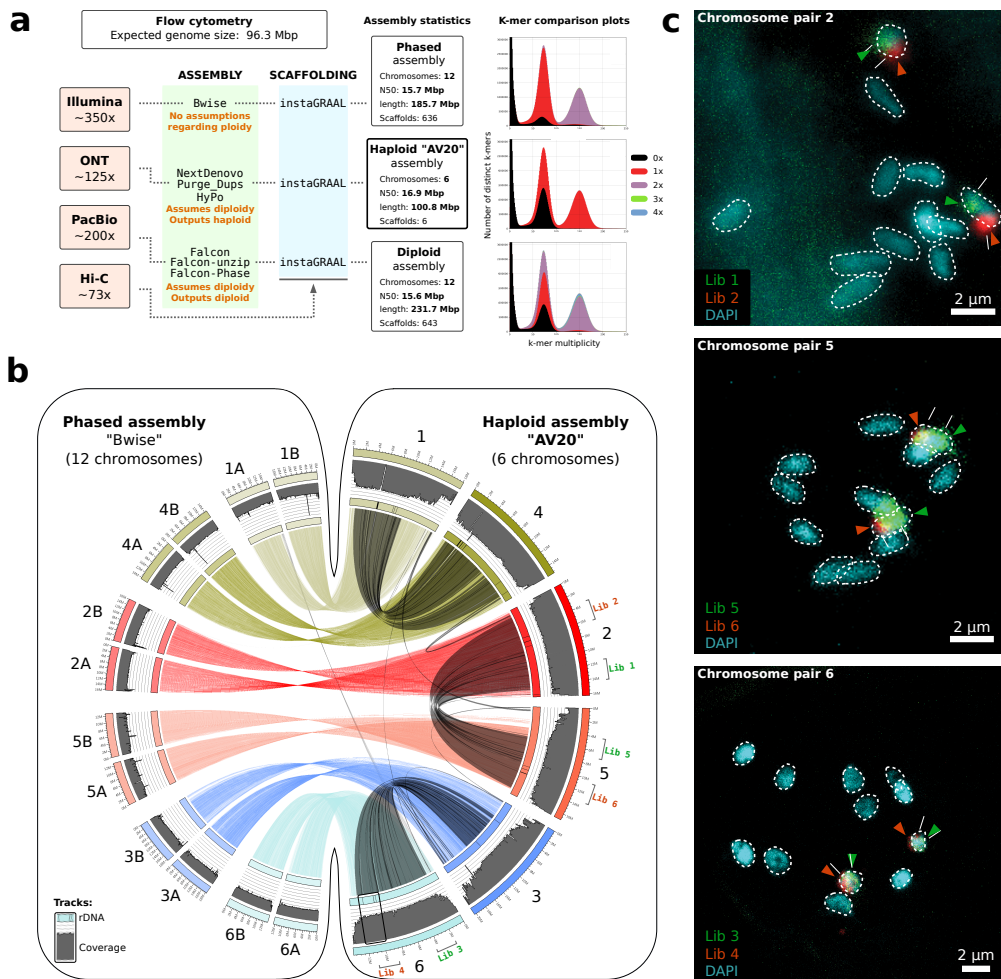 a
Flow cytometry
Expected genome size: 96.3 Mbp
ASSEMBLY
SCAFFOLDING
Assembly statistics
K-mer comparison plots
Illumina
~350x
ONT
~125x
PacBio
~200x
Hi-C
~73x
Bwise
No assumptions
regarding ploidy
NextDenovo
Purge_Dups
HyPo
Assumes diploidy
Outputs haploid
Falcon
Falcon-unzip
Falcon-Phase
Assumes diploidy
Outputs diploid
instaGRAAL
instaGRAAL
instaGRAAL
Phased
assembly
Chromosomes: 12
N50: 15.7 Mbp
length: 185.7 Mbp
Scaffolds: 636
Haploid "AV20"
assembly
Chromosomes: 6
N50: 16.9 Mbp
length: 100.8 Mbp
Scaffolds: 6
Diploid
assembly
Chromosomes: 12
N50: 15.6 Mbp
length: 231.7 Mbp
Scaffolds: 643
Number of distinct k-mers
k-mer multiplicity
0x
1x
2x
3x
4x
b
Phased assembly
"Bwise"
(12 chromosomes)
Haploid assembly
"AV20"
(6 chromosomes)
1A
1B
4B
4A
2B
2A
5B
5A
3B
3A
6B
6A
1
4
2
5
3
6
Lib 2
Lib 1
Lib 5
Lib 6
Lib 3
Lib 4
Tracks:
rDNA
Coverage
c
Chromosome pair 2
Lib 1
Lib 2
DAPI
2 µm
Chromosome pair 5
Lib 5
Lib 6
DAPI
2 µm
Chromosome pair 6
Lib 3
Lib 4
DAPI
2 µm